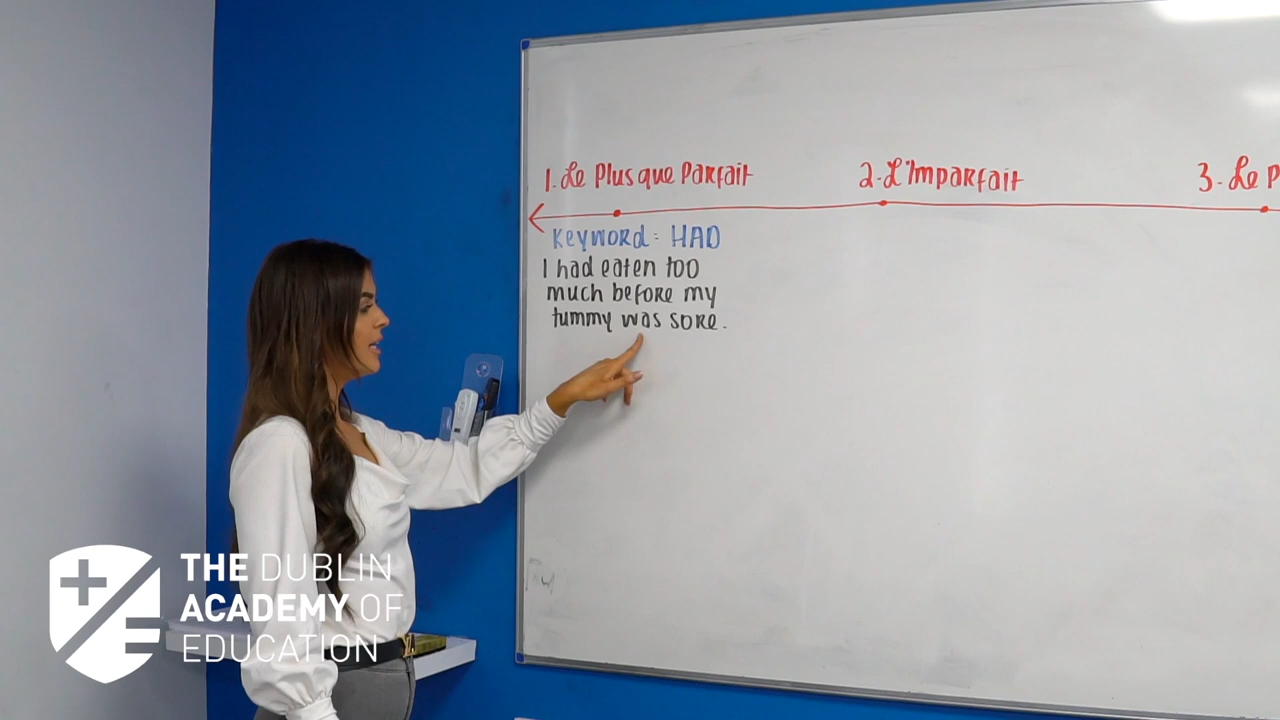 1. Le Plus que Parfait
2. L'Imparfait
3. Le P
Keyword: HAD
I had eaten too
much before my
tummy was sore.
THE DUBLIN
ACADEMY OF
EDUCATION